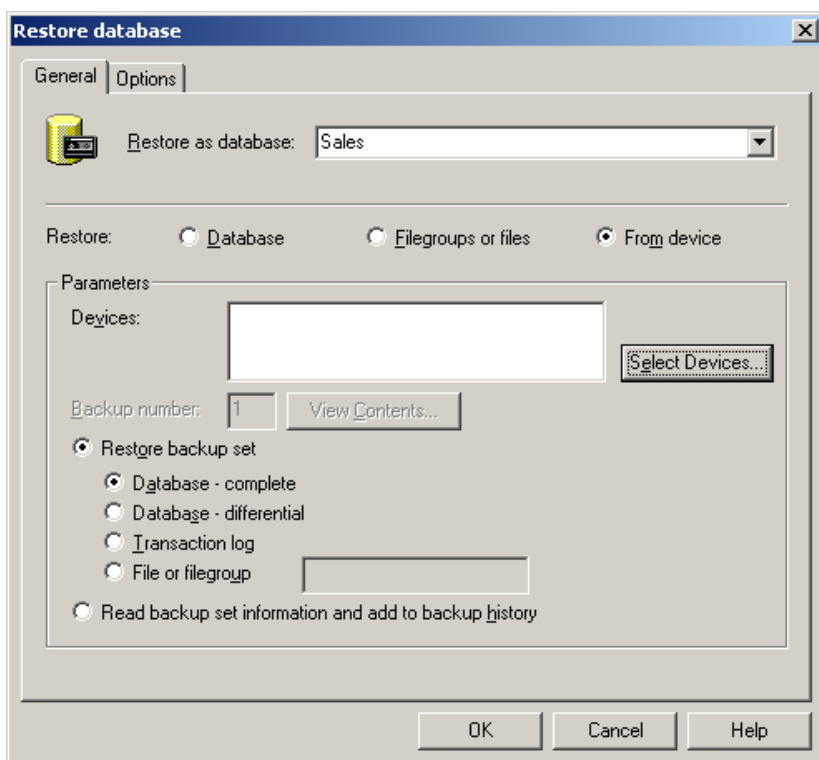 Restore database
General Options
Restore as database: Sales
Restore: Database Filegroups or files From device
Parameters
Devices:
Select Devices...
Backup number: 1 View Contents...
Restore backup set
Database - complete
Database - differential
Transaction log
File or filegroup
Read backup set information and add to backup history
OK Cancel Help